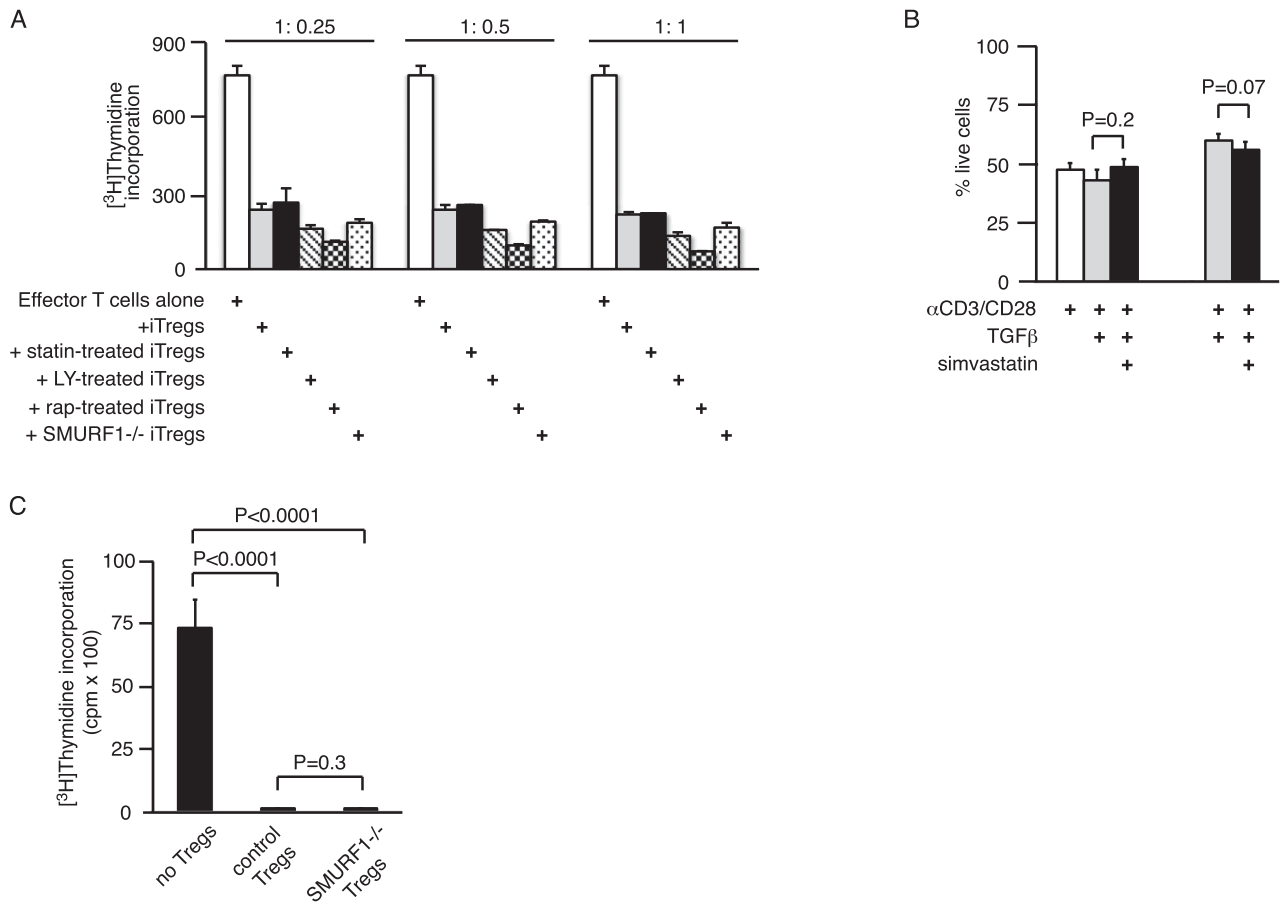 A
1: 0.25
1: 0.5
1: 1
900
600
300
0
[³H]Thymidine
incorporation
Effector T cells alone + + +
+iTregs + + +
+ statin-treated iTregs + + +
+ LY-treated iTregs + + +
+ rap-treated iTregs + + +
+ SMURF1-/- iTregs + + +
B
100
75
50
25
0
% live cells
P=0.2
P=0.07
αCD3/CD28 + + + + +
TGFβ + + + +
simvastatin + +
C
P<0.0001
P<0.0001
P=0.3
100
75
50
25
0
[³H]Thymidine incorporation
(cpm x 100)
no Tregs
control
Tregs
SMURF1-/-
Tregs